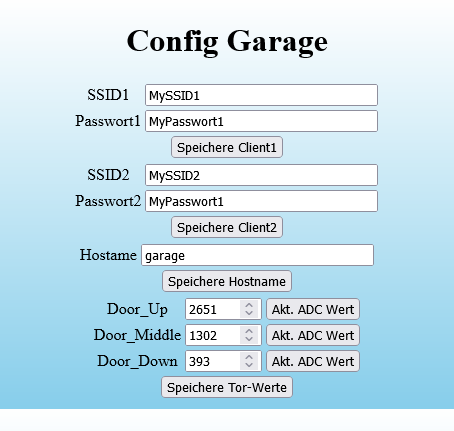 Config Garage
SSID1 MySSID1
Passwort1 MyPasswort1
Speichere Client1
SSID2 MySSID2
Passwort2 MyPasswort1
Speichere Client2
Hostame garage
Speichere Hostname
Door_Up 2651 Akt. ADC Wert
Door_Middle 1302 Akt. ADC Wert
Door_Down 393 Akt. ADC Wert
Speichere Tor-Werte